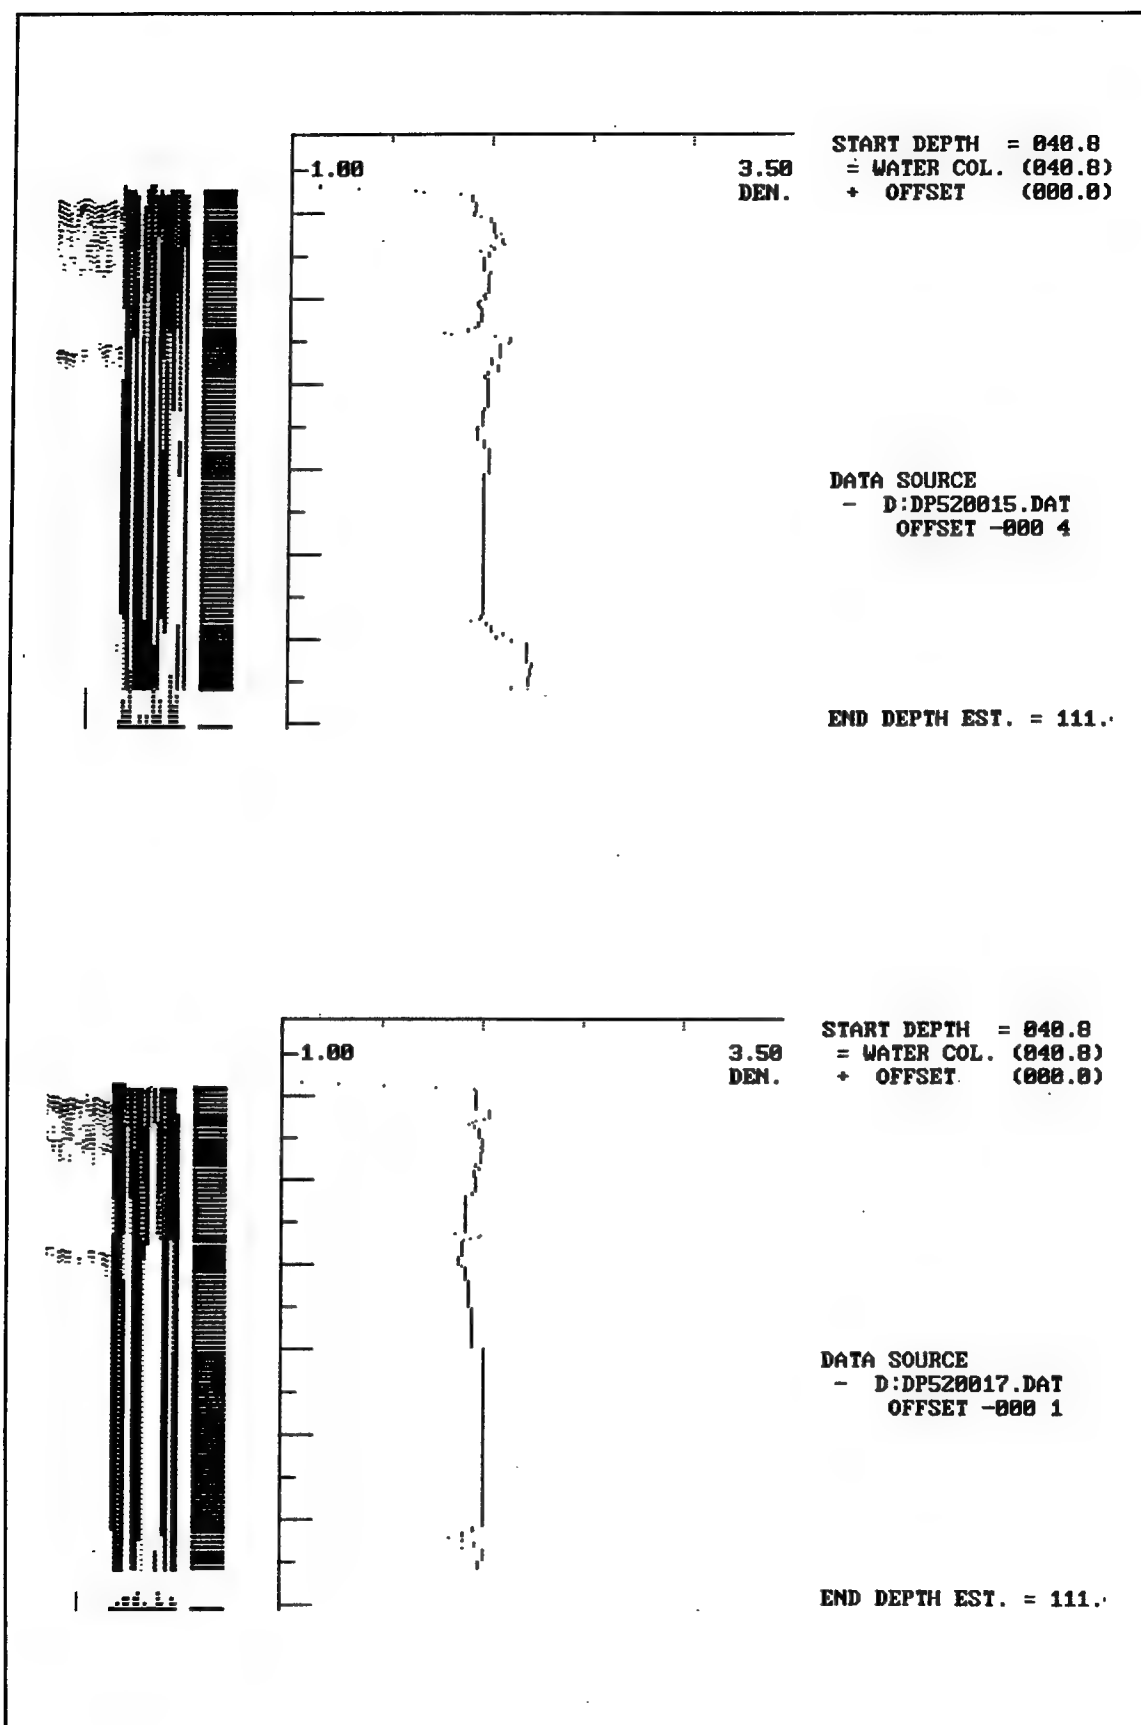 START DEPTH = 040.8
1.00 3.50 = WATER COL. (040.8)
DEN. + OFFSET (000.0)
DATA SOURCE
- D:DP520015.DAT
OFFSET -000 4
END DEPTH EST. = 111.
START DEPTH = 040.8
1.00 3.50 = WATER COL. (040.8)
DEN. + OFFSET (000.0)
DATA SOURCE
- D:DP520017.DAT
OFFSET -000 1
END DEPTH EST. = 111.